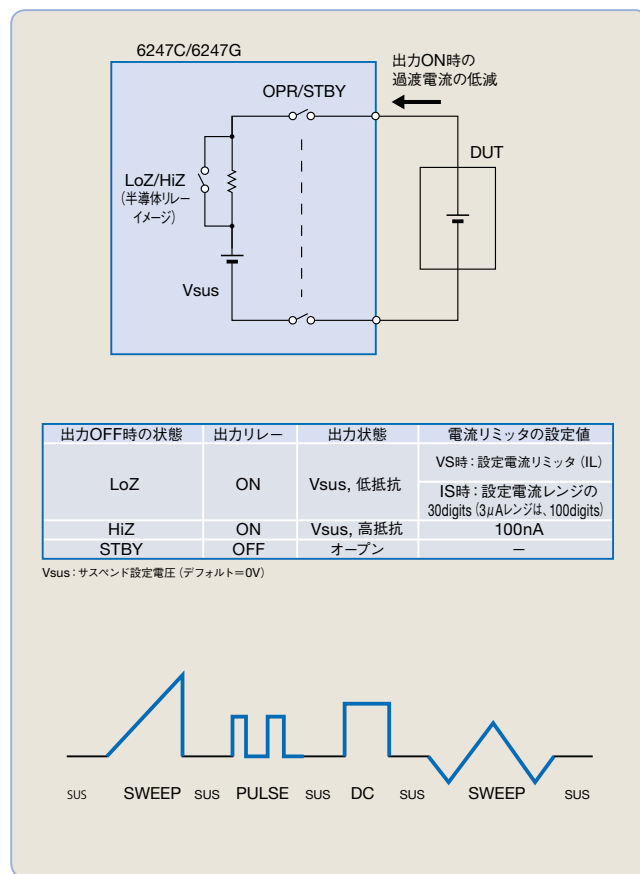 6247C/6247G
出力ON時の
過渡電流の低減
OPR/STBY
DUT
LoZ/HiZ
(半導体リレー
イメージ)
Vsus
出力OFF時の状態 出力リレー 出力状態 電流リミッタの設定値
LoZ ON Vsus, 低抵抗 VS時：設定電流リミッタ（IL）
IS時：設定電流レンジの
30digits（3μAレンジは、100digits）
HiZ ON Vsus, 高抵抗 100nA
STBY OFF オープン －
Vsus：サスペンド設定電圧（デフォルト＝0V）
SUS SWEEP SUS PULSE SUS DC SUS SWEEP SUS